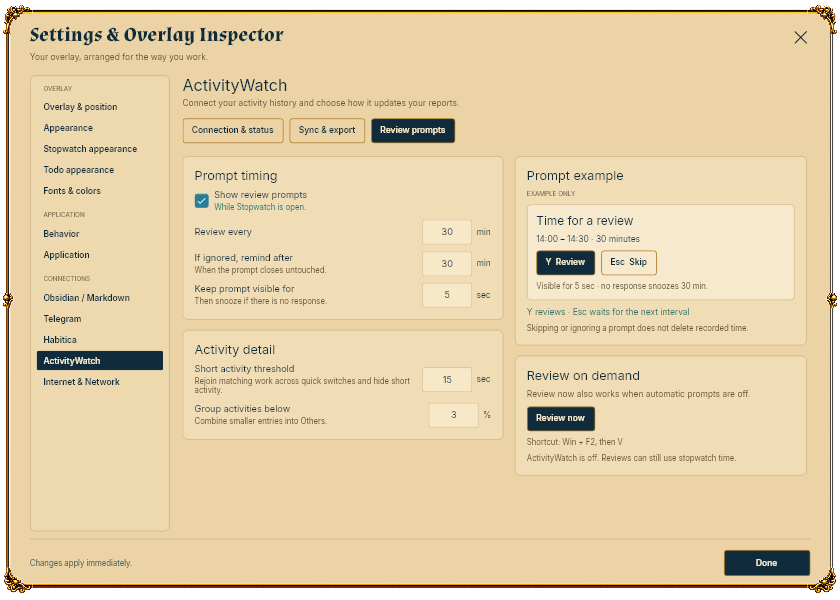 Settings & Overlay Inspector
Your overlay, arranged for the way you work.
OVERLAY
Overlay & position
Appearance
Stopwatch appearance
Todo appearance
Fonts & colors
APPLICATION
Behavior
Application
CONNECTIONS
Obsidian / Markdown
Telegram
Habitica
ActivityWatch
Internet & Network
ActivityWatch
Connect your activity history and choose how it updates your reports.
Connection & status
Sync & export
Review prompts
Prompt timing
Show review prompts
While Stopwatch is open.
Review every
30 min
If ignored, remind after
When the prompt closes untouched.
30 min
Keep prompt visible for
Then snooze if there is no response.
5 sec
Activity detail
Short activity threshold
Rejoin matching work across quick switches and hide short
activity.
15 sec
Group activities below
Combine smaller entries into Others.
3 %
Prompt example
EXAMPLE ONLY
Time for a review
14:00 – 14:30 · 30 minutes
Y Review
Esc Skip
Visible for 5 sec · no response snoozes 30 min.
Y reviews · Esc waits for the next interval
Skipping or ignoring a prompt does not delete recorded time.
Review on demand
Review now also works when automatic prompts are off.
Review now
Shortcut: Win + F2, then V
ActivityWatch is off. Reviews can still use stopwatch time.
Changes apply immediately.
Done